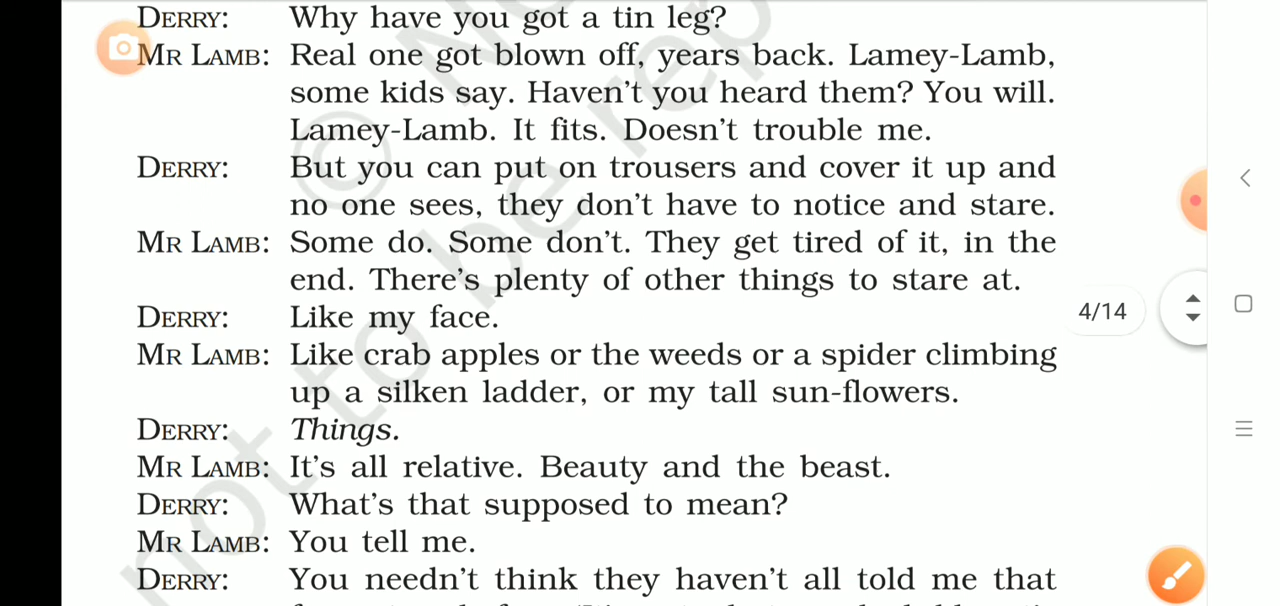 DERRY: Why have you got a tin leg?
MR LAMB: Real one got blown off, years back. Lamey-Lamb,
some kids say. Haven't you heard them? You will.
Lamey-Lamb. It fits. Doesn't trouble me.
DERRY: But you can put on trousers and cover it up and
no one sees, they don't have to notice and stare.
MR LAMB: Some do. Some don't. They get tired of it, in the
end. There's plenty of other things to stare at.
DERRY: Like my face.
4/14
MR LAMB: Like crab apples or the weeds or a spider climbing
up a silken ladder, or my tall sun-flowers.
DERRY: Things.
MR LAMB: It's all relative. Beauty and the beast.
DERRY: What's that supposed to mean?
MR LAMB: You tell me.
DERRY: You needn't think they haven't all told me that
© N
not to be rep